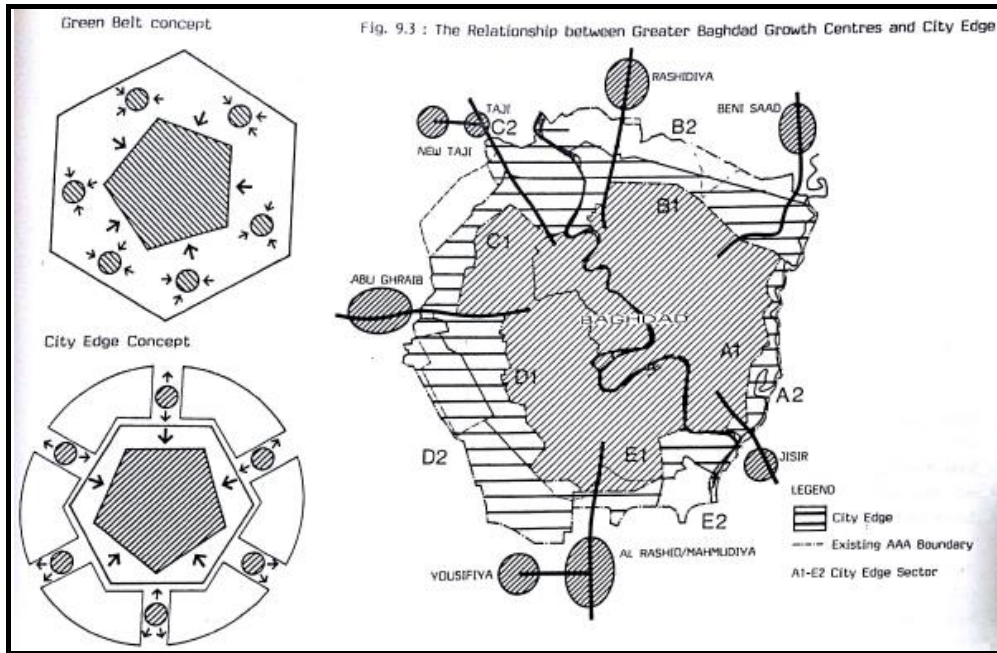 Green Belt concept
Fig. 9.3 : The Relationship between Greater Baghdad Growth Centres and City Edge
RASHIDIYA
TAJI
C2
NEW TAJI
B2
BENI SAAD
B1
C1
ABU GHRAIB
BAGHDAD
City Edge Concept
D1
A1
A2
D2
E1
JISIR
LEGEND
City Edge
E2
Existing AAA Boundary
AL RASHID/MAHMUDIYA
YOUSIFIYA
A1-E2 City Edge Sector